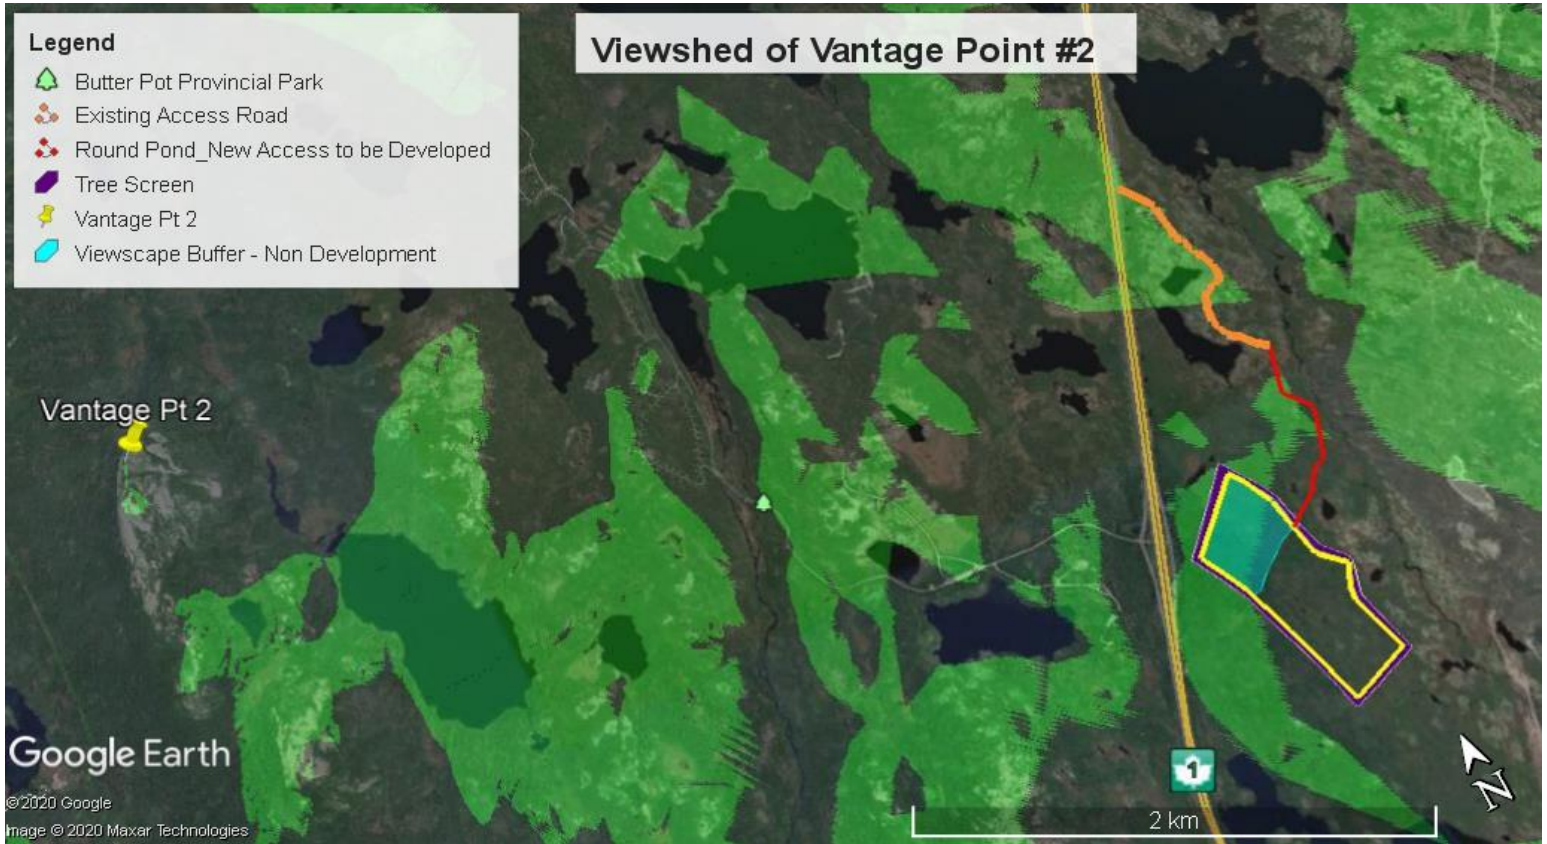 Legend
Butter Pot Provincial Park
Existing Access Road
Round Pond_New Access to be Developed
Tree Screen
Vantage Pt 2
Viewscape Buffer - Non Development
Viewshed of Vantage Point #2
Vantage Pt 2
1
2 km
N
Google Earth
© 2020 Google
Image © 2020 Maxar Technologies